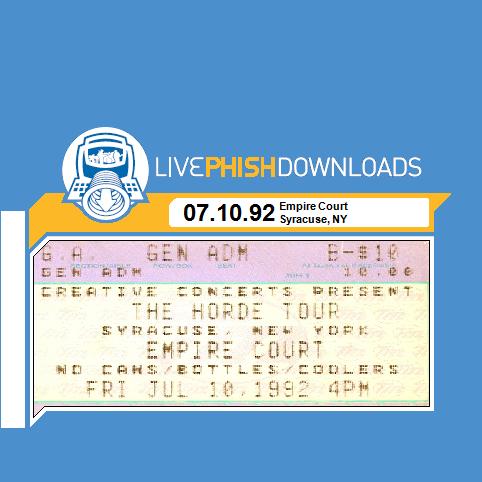 LIVEPHISHDOWNLOADS
07.10.92 Empire Court
Syracuse, NY
G.A. GEN ADM B-$10
GEN ADM 10.00
CREATIVE CONCERTS PRESENT
THE HORDE TOUR
SYRACUSE, NEW YORK
EMPIRE COURT
NO CANS/BOTTLES/COOLERS
FRI JUL 10,1992 4PM